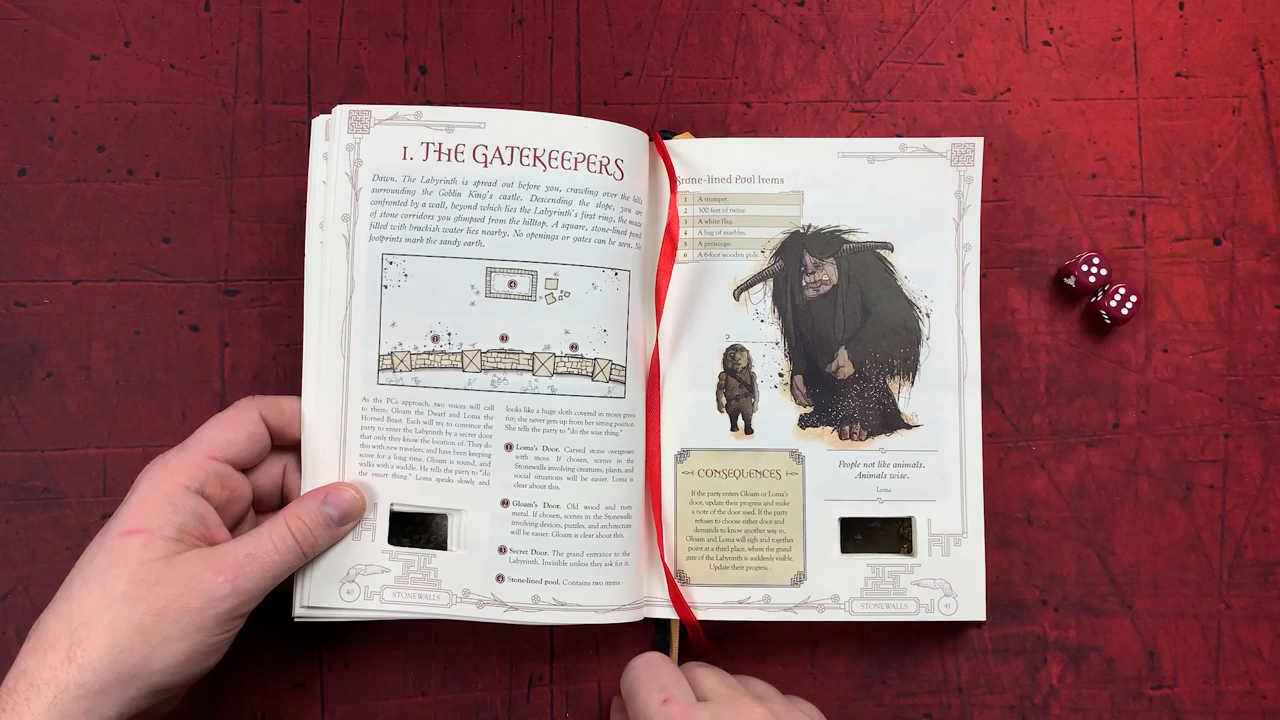 1. THE GATEKEEPERS
Dawn. The Labyrinth is spread out before you, crawling over the hills
surrounding the Goblin King's castle. Descending the slope, you are
confronted by a wall, beyond which lies the Labyrinth's first ring, the maze
of stone corridors you glimpsed from the hilltop. A square, stone-lined pond
filled with brackish water lies nearby. No openings or gates can be seen. No
footprints mark the sandy earth.
4
1
3
2
As the PCs approach, two voices will call
to them: Gloam the Dwarf and Loma the
Horned Beast. Each will try to convince the
party to enter the Labyrinth by a secret door
that only they know the location of. They do
this with new travelers, and have been keeping
score for a long time. Gloam is round, and
walks with a waddle. He tells the party to "do
the smart thing." Loma speaks slowly and
looks like a huge sloth covered in mossy green
fur; she never gets up from her sitting position.
She tells the party to "do the wise thing."
1 Loma's Door. Carved stone overgrown
with moss. If chosen, scenes in the
Stonewalls involving creatures, plants, and
social situations will be easier. Loma is
clear about this.
2 Gloam's Door. Old wood and rusty
metal. If chosen, scenes in the Stonewalls
involving devices, puzzles, and architecture
will be easier. Gloam is clear about this.
3 Secret Door. The grand entrance to the
Labyrinth. Invisible unless they ask for it.
4 Stone-lined pool. Contains two items.
40
STONEWALLS
Stone-lined Pool Items
1 A trumpet.
2 300 feet of twine.
3 A white flag.
4 A bag of marbles.
5 A periscope.
6 A 6-foot wooden pole.
?
CONSEQUENCES
If the party enters Gloam or Loma's
door, update their progress and make
a note of the door used. If the party
refuses to choose either door and
demands to know another way in,
Gloam and Loma will sigh and together
point at a third place, where the grand
gate of the Labyrinth is suddenly visible.
Update their progress.
People not like animals.
Animals wise.
- Loma
STONEWALLS
41